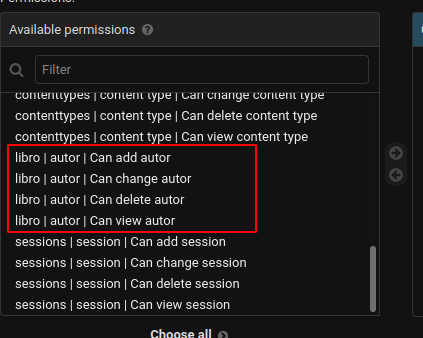 Available permissions ?
Filter
contenttypes | content type | Can change content type
contenttypes | content type | Can delete content type
contenttypes | content type | Can view content type
libro | autor | Can add autor
libro | autor | Can change autor
libro | autor | Can delete autor
libro | autor | Can view autor
sessions | session | Can add session
sessions | session | Can change session
sessions | session | Can delete session
sessions | session | Can view session
Choose all